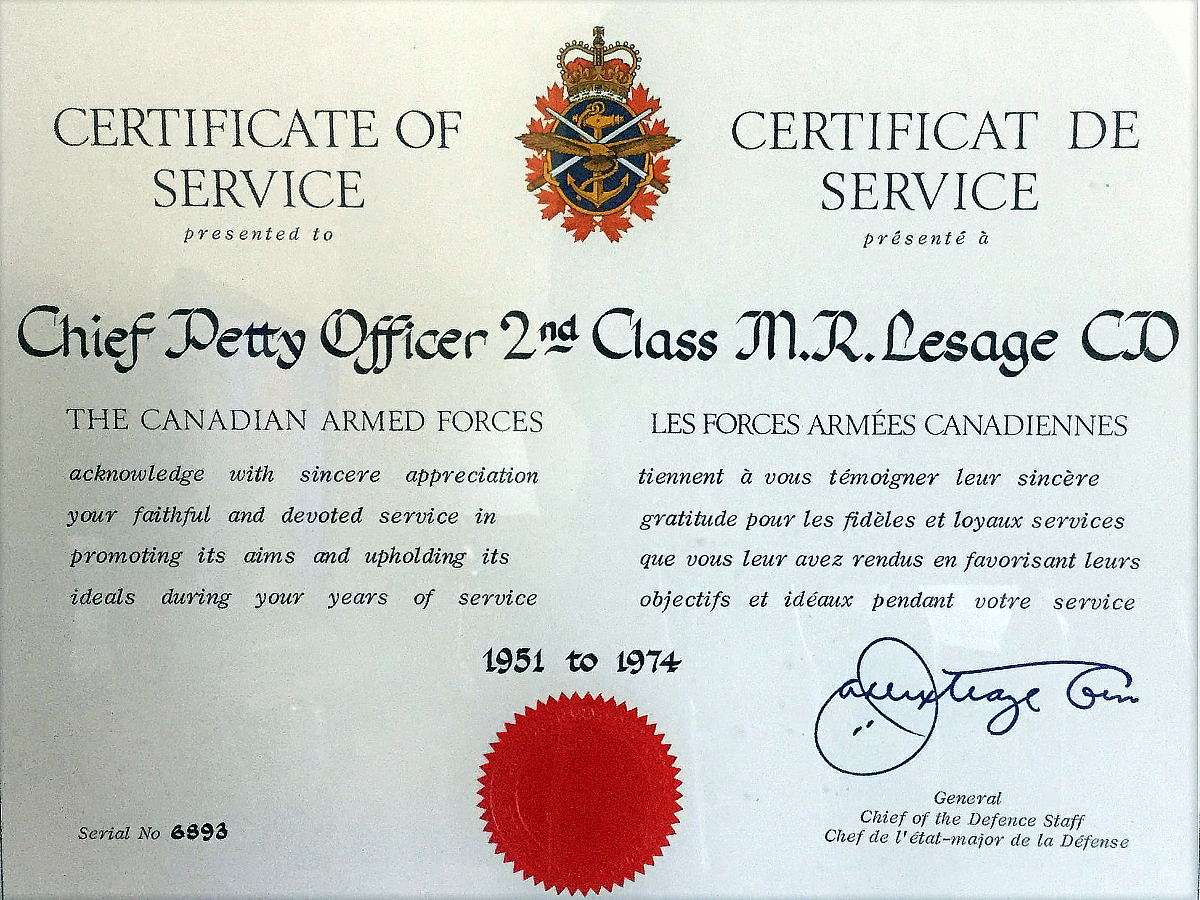 CERTIFICATE OF
SERVICE
presented to
CERTIFICAT DE
SERVICE
présenté à
Chief Petty Officer 2nd Class M.R. Lesage CD
THE CANADIAN ARMED FORCES
acknowledge with sincere appreciation
your faithful and devoted service in
promoting its aims and upholding its
ideals during your years of service
LES FORCES ARMÉES CANADIENNES
tiennent à vous témoigner leur sincère
gratitude pour les fidèles et loyaux services
que vous leur avez rendus en favorisant leurs
objectifs et idéaux pendant votre service
1951 to 1974
General
Chief of the Defence Staff
Chef de l'état-major de la Défense
Serial No 6893